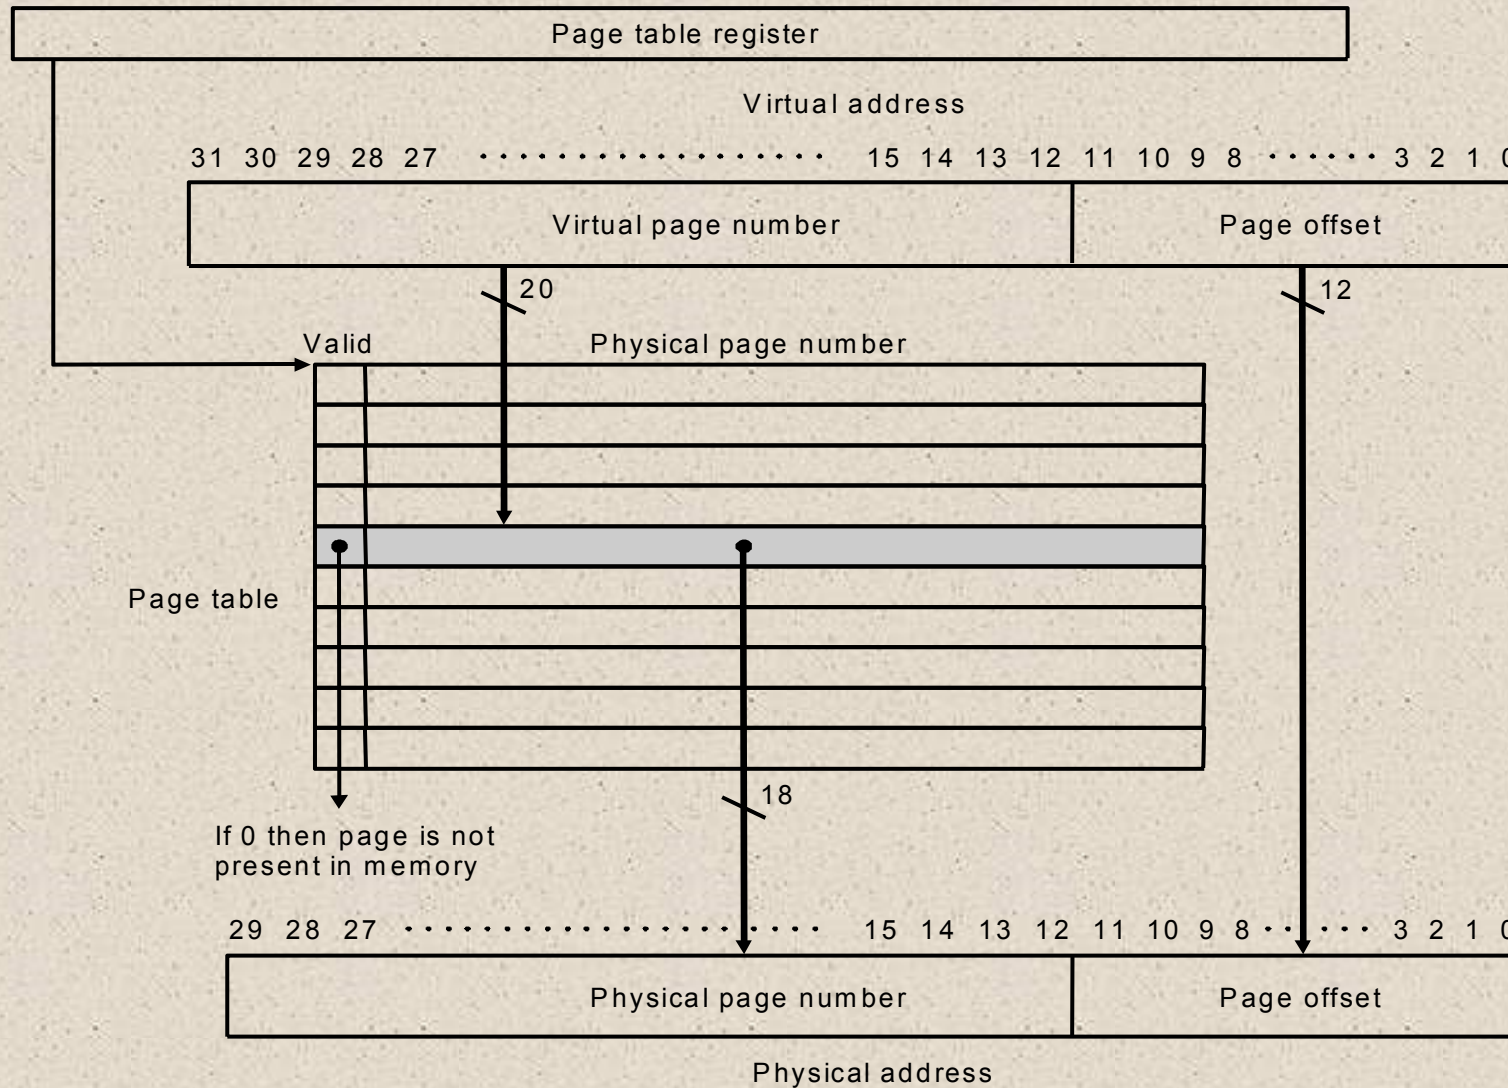 Page table register
Virtual address
31 30 29 28 27 ··················· 15 14 13 12 11 10 9 8 ······· 3 2 1 0
Virtual page number Page offset
20 12
Valid Physical page number
Page table
18
If 0 then page is not
present in memory
29 28 27 ······················· 15 14 13 12 11 10 9 8 ······ 3 2 1 0
Physical page number Page offset
Physical address